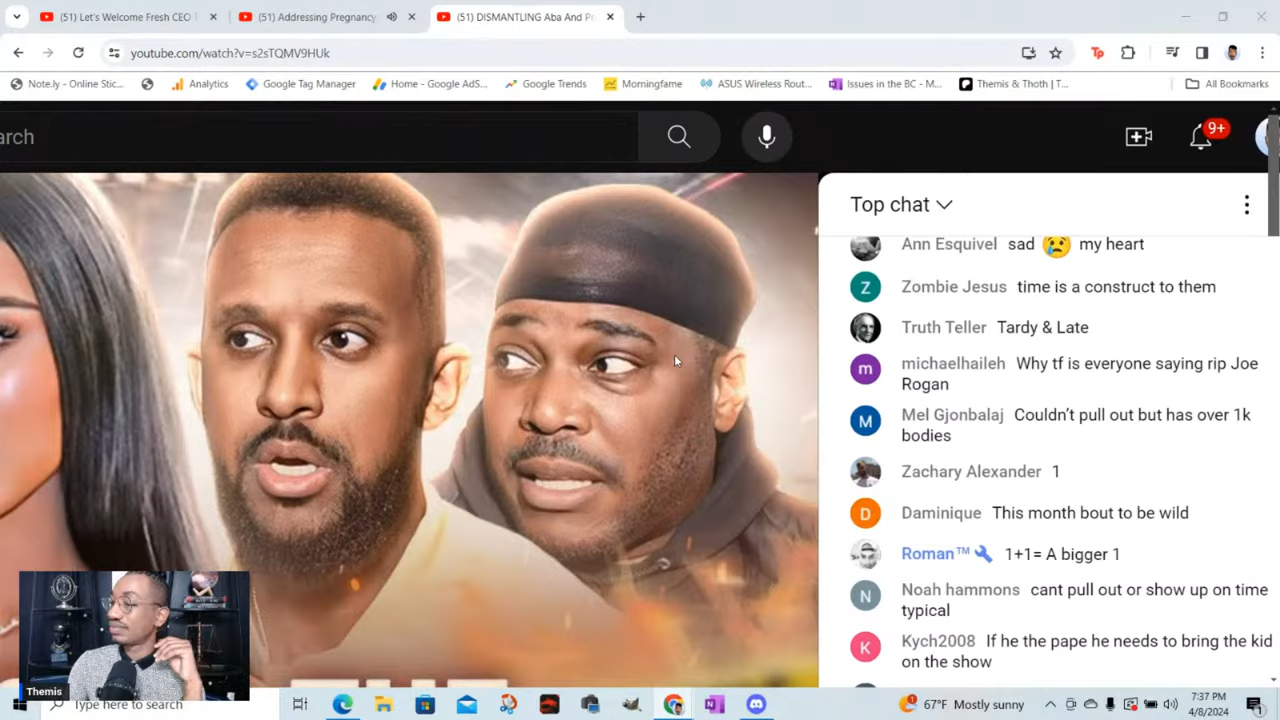 (51) Let's Welcome Fresh CEO
(51) Addressing Pregnancy
(51) DISMANTLING Aba And Pr
youtube.com/watch?v=s2sTQMV9HUk
Note.ly - Online Stic...
Analytics
Google Tag Manager
Home - Google AdS...
Google Trends
Morningfame
ASUS Wireless Rout...
Issues in the BC - M...
Themis & Thoth | T...
All Bookmarks
arch
9+
Top chat
Ann Esquivel sad 😢 my heart
Z
Zombie Jesus time is a construct to them
Truth Teller Tardy & Late
m
michaelhaileh Why tf is everyone saying rip Joe
Rogan
M
Mel Gjonbalaj Couldn't pull out but has over 1k
bodies
Zachary Alexander 1
D
Daminique This month bout to be wild
Roman™ 1+1= A bigger 1
N
Noah hammons cant pull out or show up on time
typical
K
Kych2008 If he the pape he needs to bring the kid
on the show
Themis
Type here to search
67°F Mostly sunny
7:37 PM
4/8/2024
1